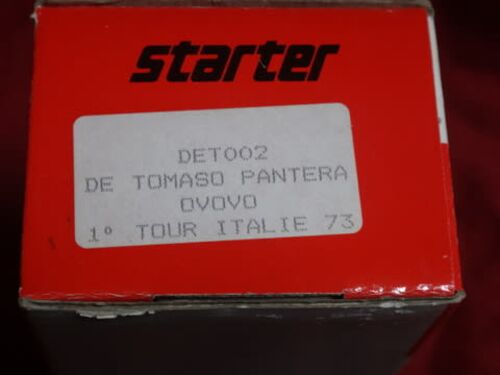 starter
DET002
DE TOMASO PANTERA
OVOVO
1° TOUR ITALIE 73